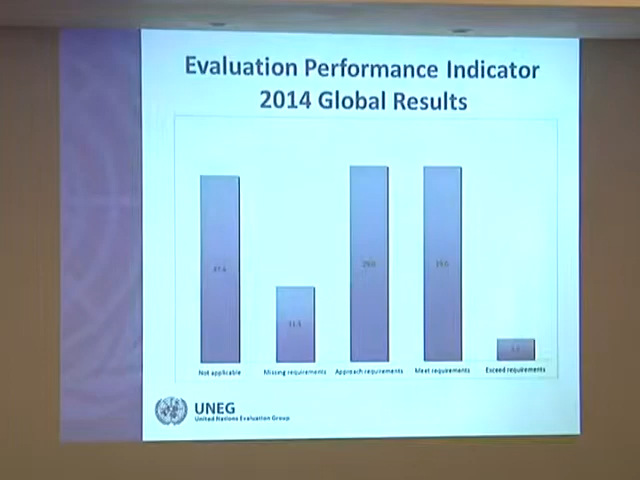 Evaluation Performance Indicator
2014 Global Results
Not applicable
Missing requirements
Approach requirements
Meet requirements
Exceed requirements
UNEG
United Nations Evaluation Group